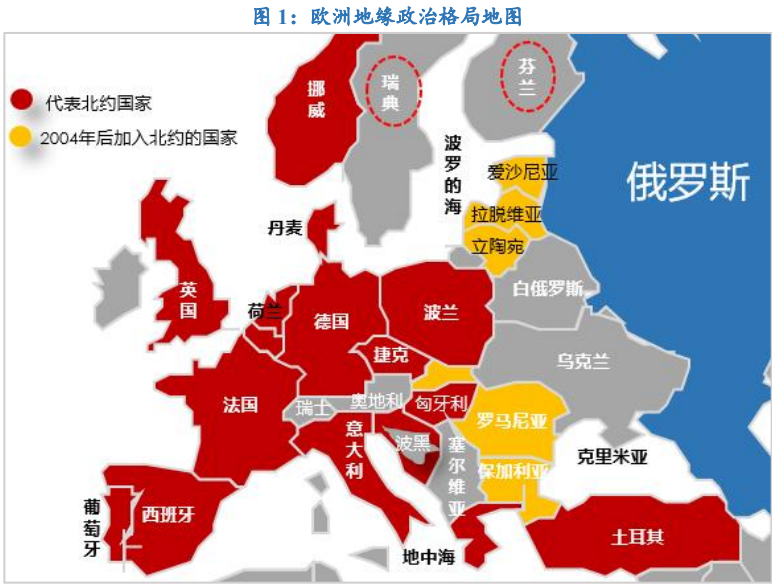 图 1：欧洲地缘政治格局地图
代表北约国家
2004年后加入北约的国家
挪威
瑞典
芬兰
波罗的海
爱沙尼亚
拉脱维亚
立陶宛
俄罗斯
丹麦
英国
荷兰
德国
波兰
白俄罗斯
捷克
乌克兰
法国
瑞士
奥地利
匈牙利
罗马尼亚
意大利
波黑
塞尔维亚
保加利亚
克里米亚
葡萄牙
西班牙
地中海
土耳其